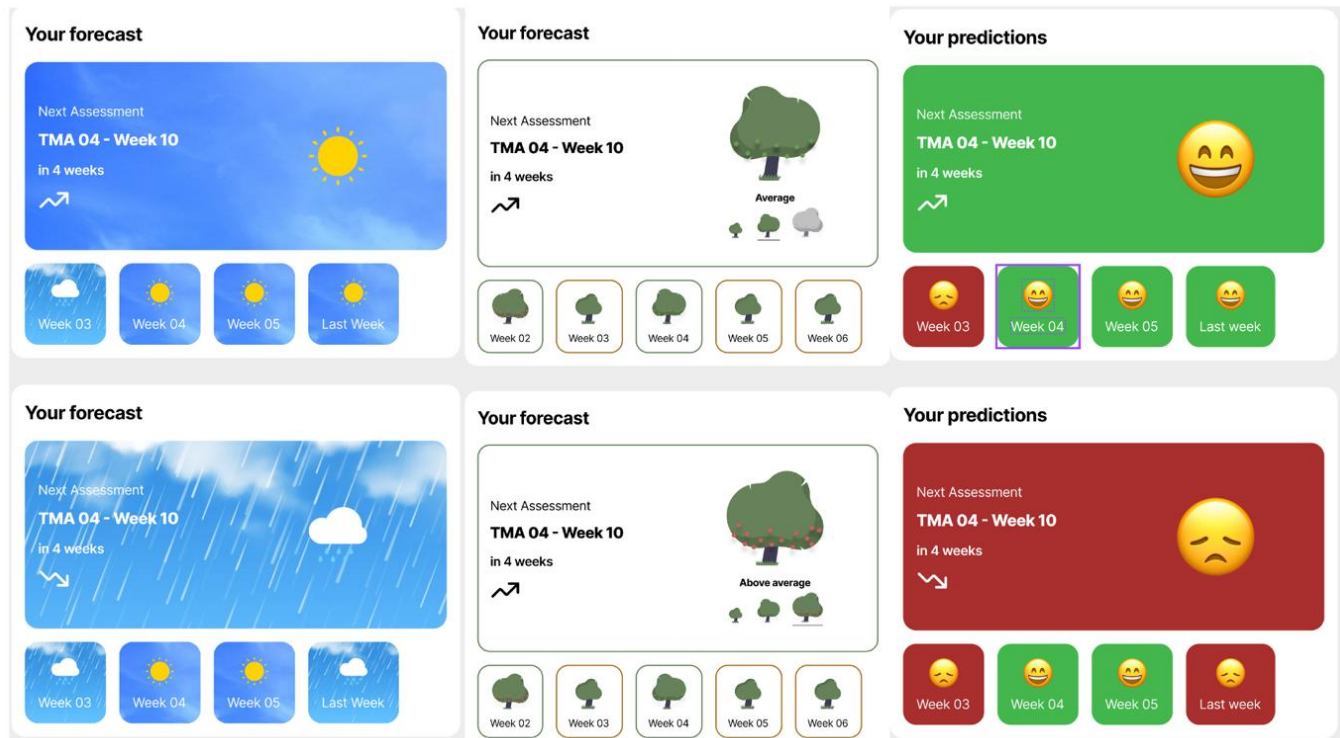 Your forecast
Next Assessment
TMA 04 - Week 10
in 4 weeks
Week 03
Week 04
Week 05
Last Week
Your forecast
Next Assessment
TMA 04 - Week 10
in 4 weeks
Average
Week 02
Week 03
Week 04
Week 05
Week 06
Your predictions
Next Assessment
TMA 04 - Week 10
in 4 weeks
Week 03
Week 04
Week 05
Last week
Your forecast
Next Assessment
TMA 04 - Week 10
in 4 weeks
Week 03
Week 04
Week 05
Last Week
Your forecast
Next Assessment
TMA 04 - Week 10
in 4 weeks
Above average
Week 02
Week 03
Week 04
Week 05
Week 06
Your predictions
Next Assessment
TMA 04 - Week 10
in 4 weeks
Week 03
Week 04
Week 05
Last week